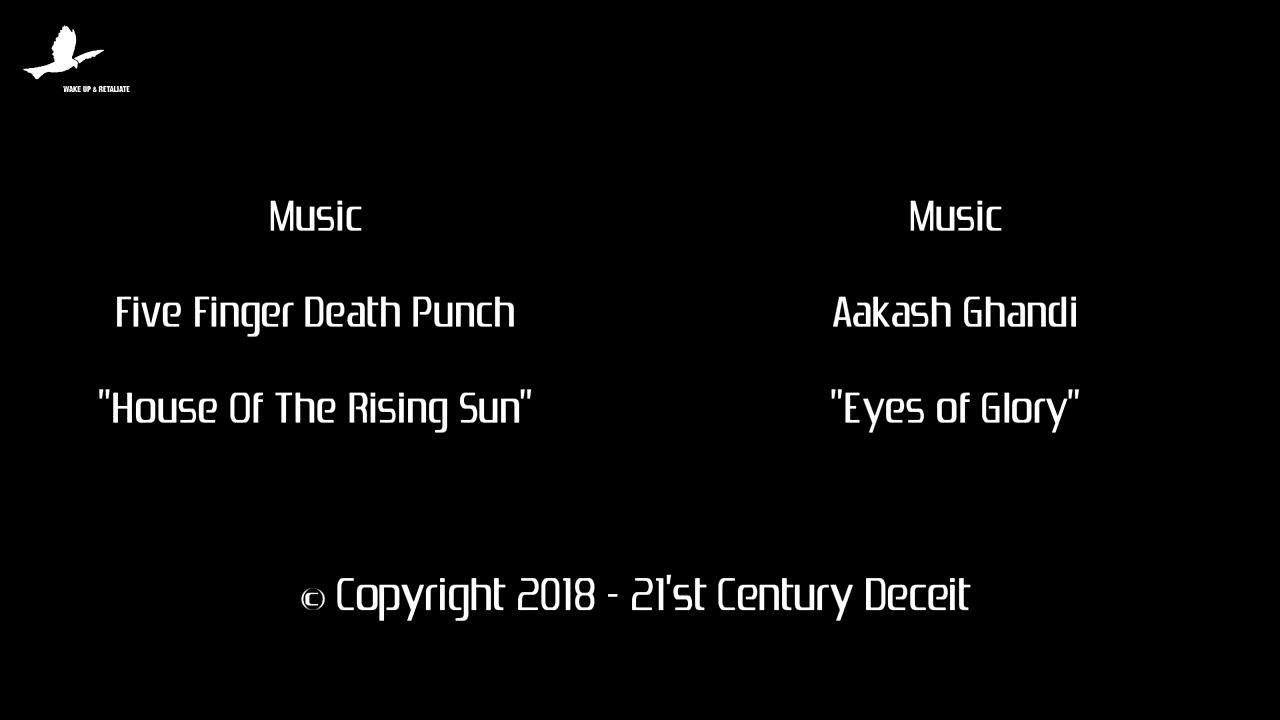 WAKE UP & RETALIATE
Music
Five Finger Death Punch
"House Of The Rising Sun"
Music
Aakash Ghandi
"Eyes of Glory"
© Copyright 2018 - 21'st Century Deceit